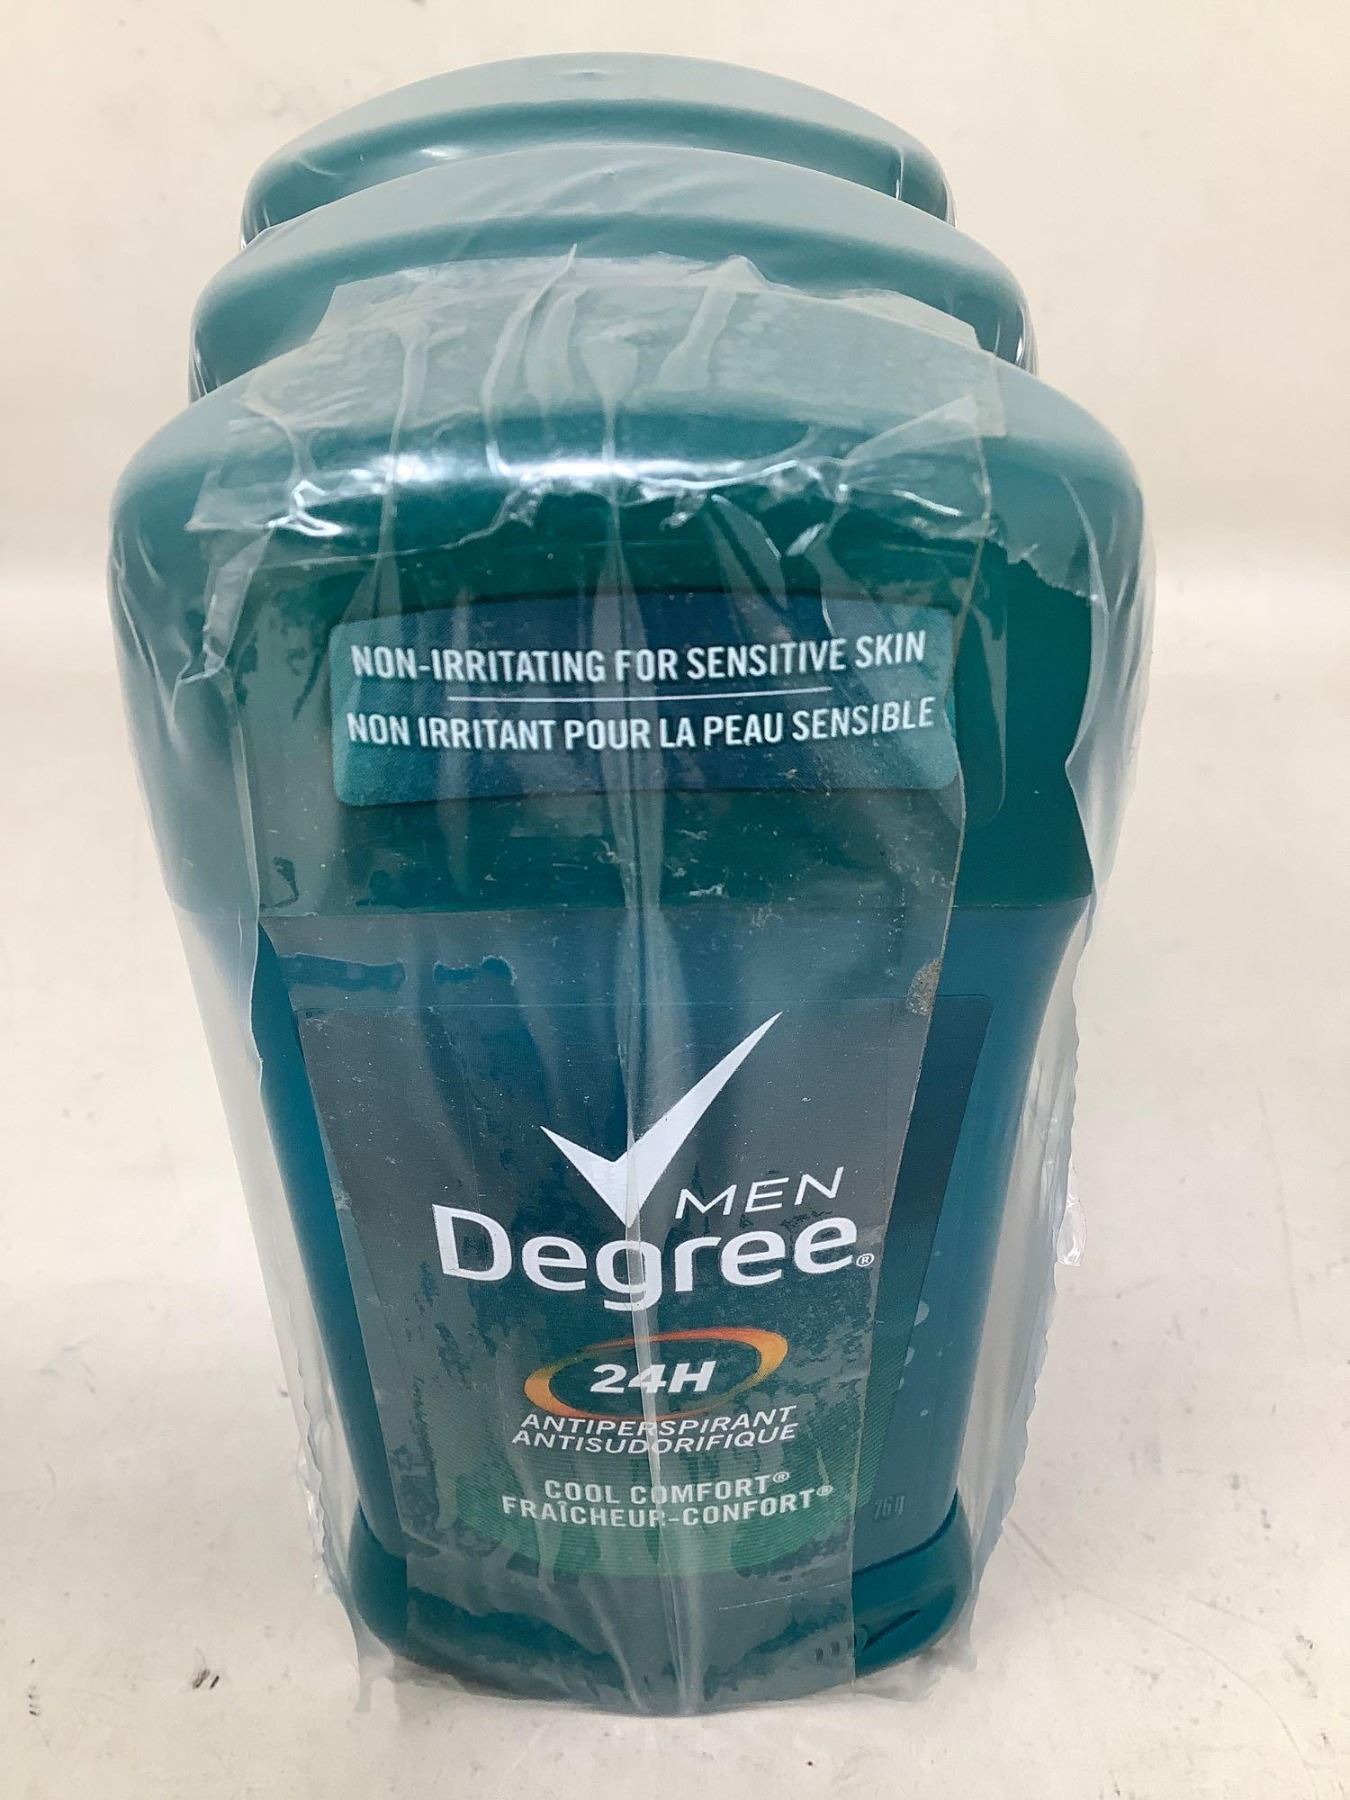 NON-IRRITATING FOR SENSITIVE SKIN
NON IRRITANT POUR LA PEAU SENSIBLE
MEN
Degree®
24H
ANTIPERSPIRANT
ANTISUDORIFIQUE
COOL COMFORT®
FRAÎCHEUR-CONFORT®
76 g